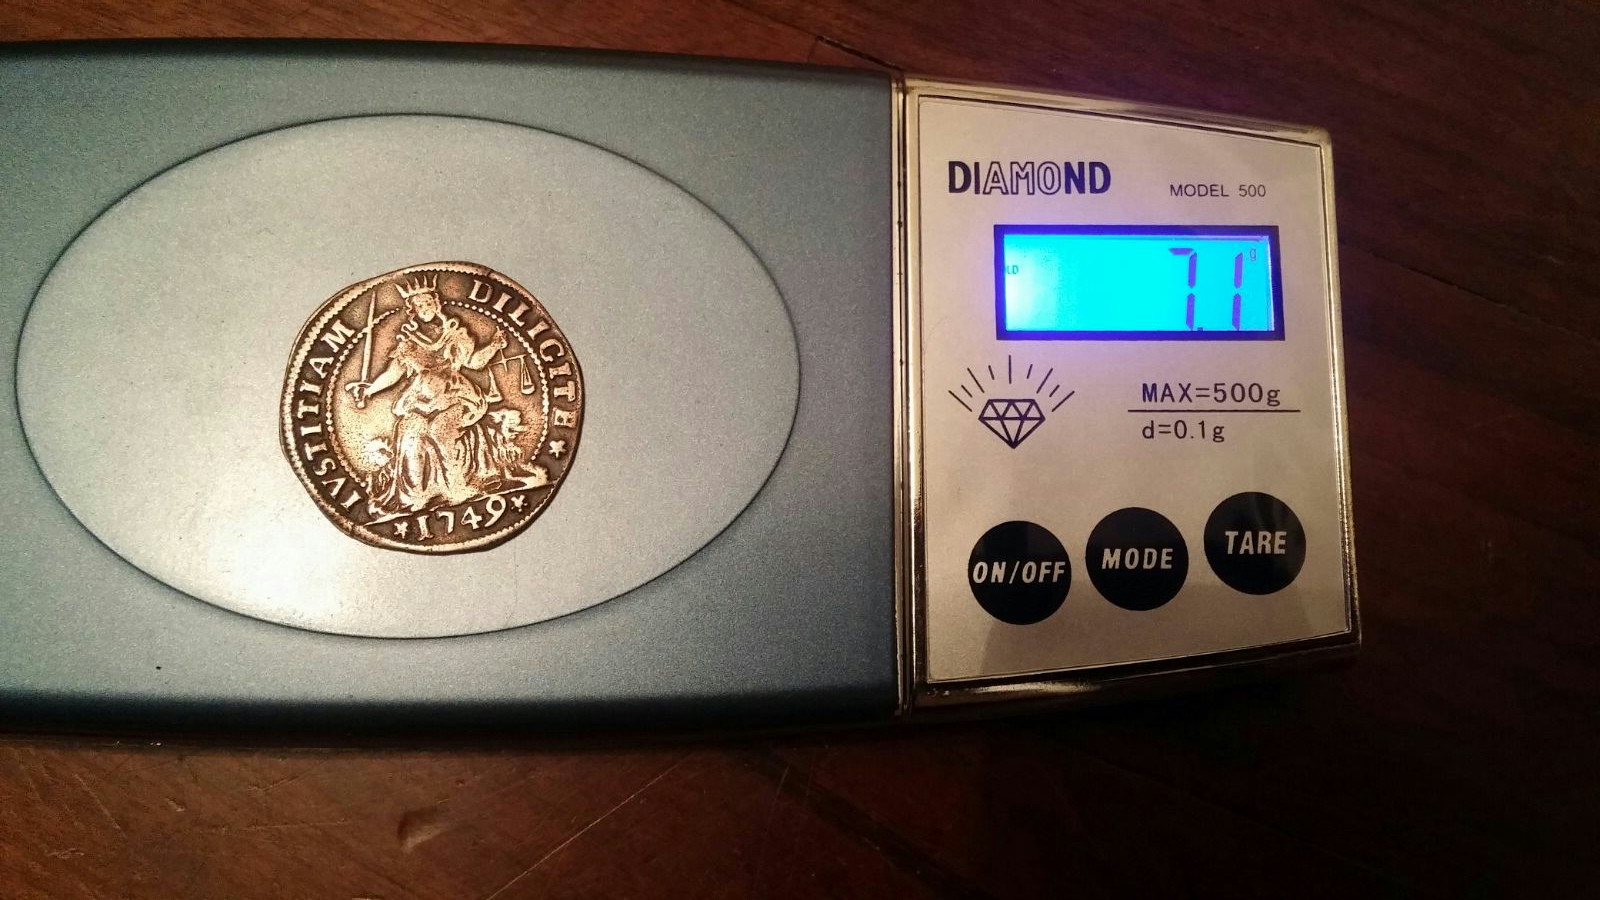 IVSTITIAM DILIGITE
*1749*
DIAMOND
MODEL 500
7.1 g
MAX=500g
d=0.1g
ON/OFF
MODE
TARE